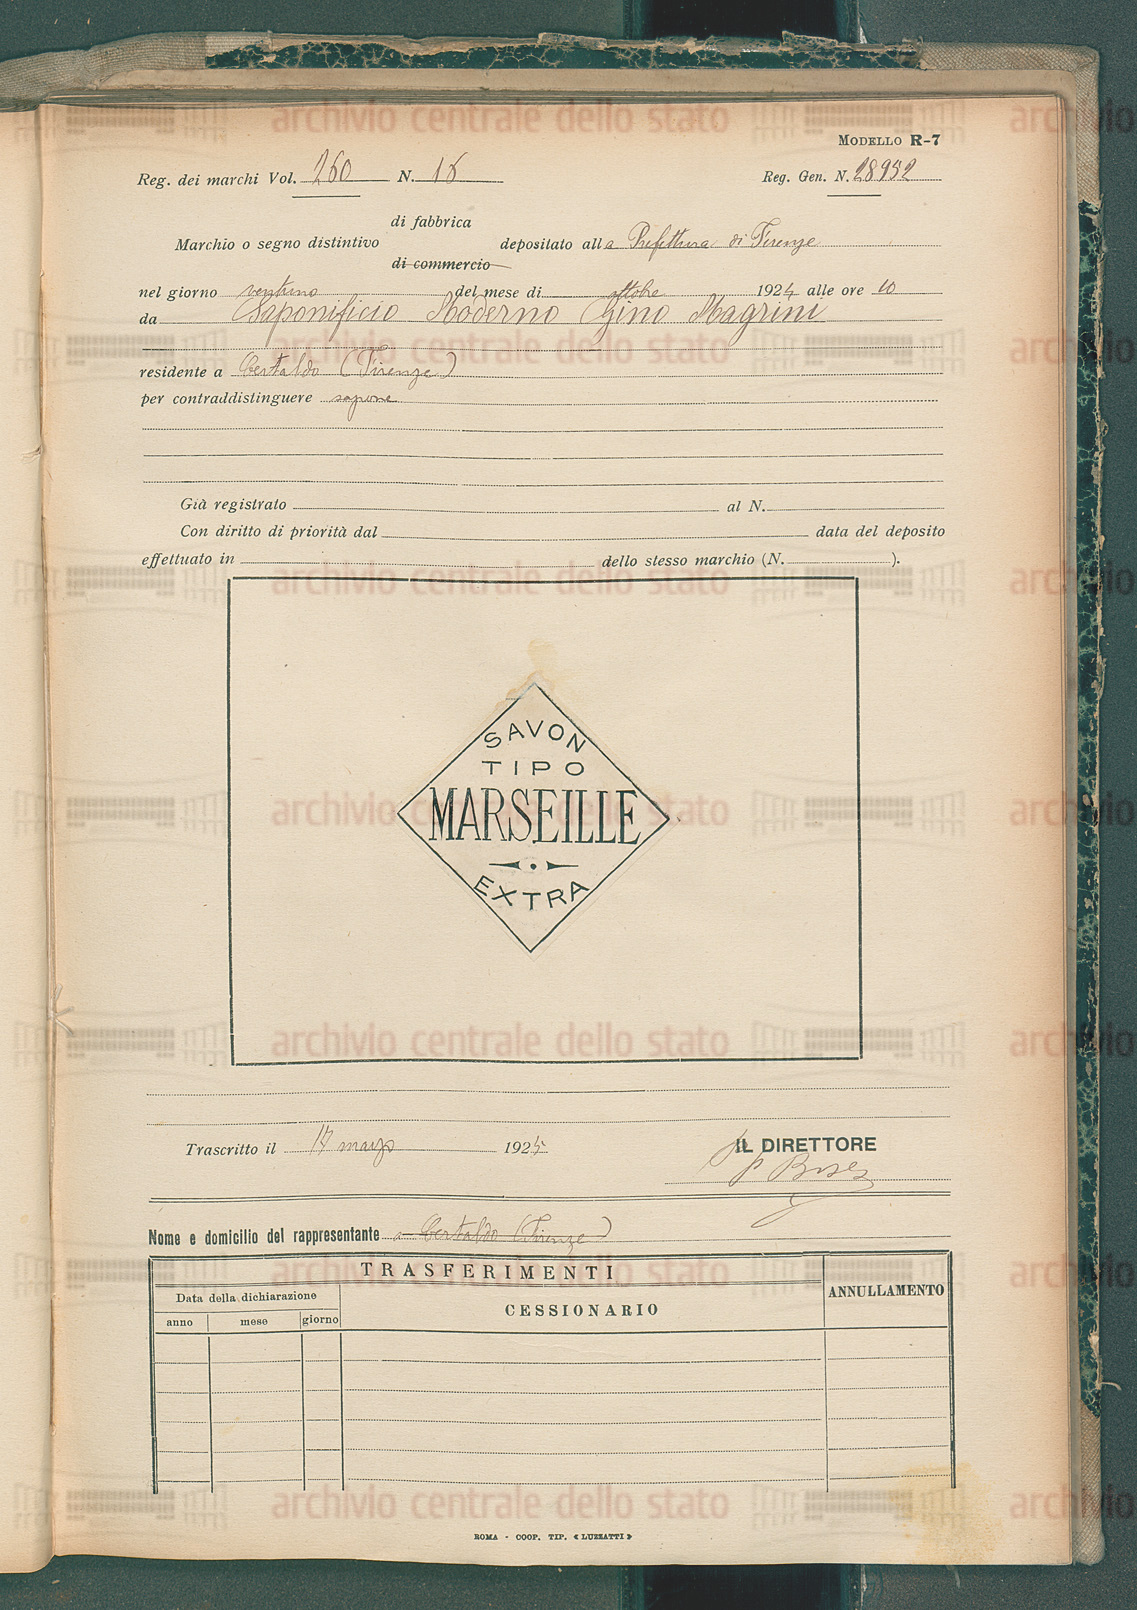 MODELLO R-7
Reg. dei marchi Vol. 260 N. 16 Reg. Gen. N. 28952
di fabbrica
Marchio o segno distintivo depositato alla Prefettura di Firenze
di commercio
nel giorno ventuno del mese di ottobre 1924 alle ore 10
da Saponificio Moderno Gino Magrini
residente a Certaldo (Firenze)
per contraddistinguere sapone
Già registrato al N.
Con diritto di priorità dal data del deposito
effettuato in dello stesso marchio (N. ).
SAVON
TIPO
MARSEILLE
EXTRA
Trascritto il marzo 192
IL DIRETTORE
Nome e domicilio del rappresentante a Certaldo (Firenze)
TRASFERIMENTI
ANNULLAMENTO
Data della dichiarazione
CESSIONARIO
anno mese giorno
ROMA - COOP. TIP. « LUZZATTI »
archivio centrale dello stato